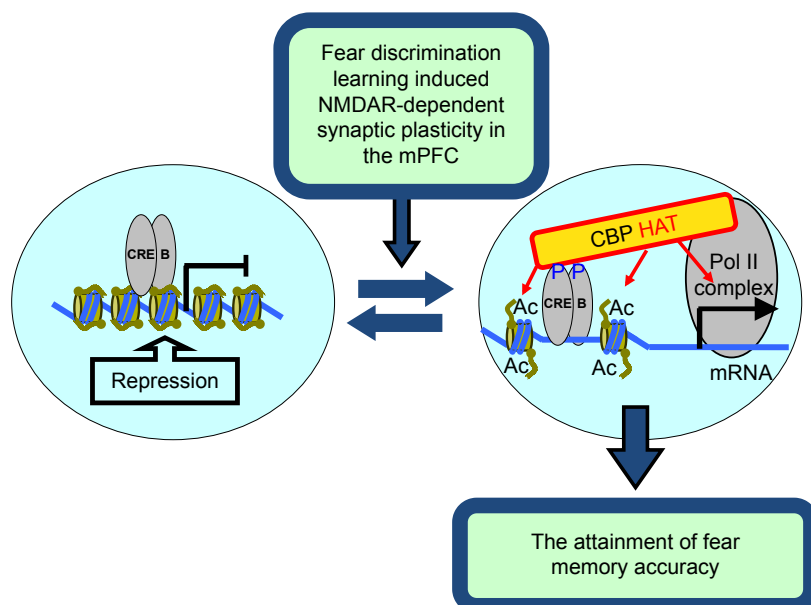 Fear discrimination
learning induced
NMDAR-dependent
synaptic plasticity in
the mPFC
CRE B
Repression
CBP HAT
P P
Pol II
complex
CRE B
Ac Ac
Ac Ac
mRNA
The attainment of fear
memory accuracy